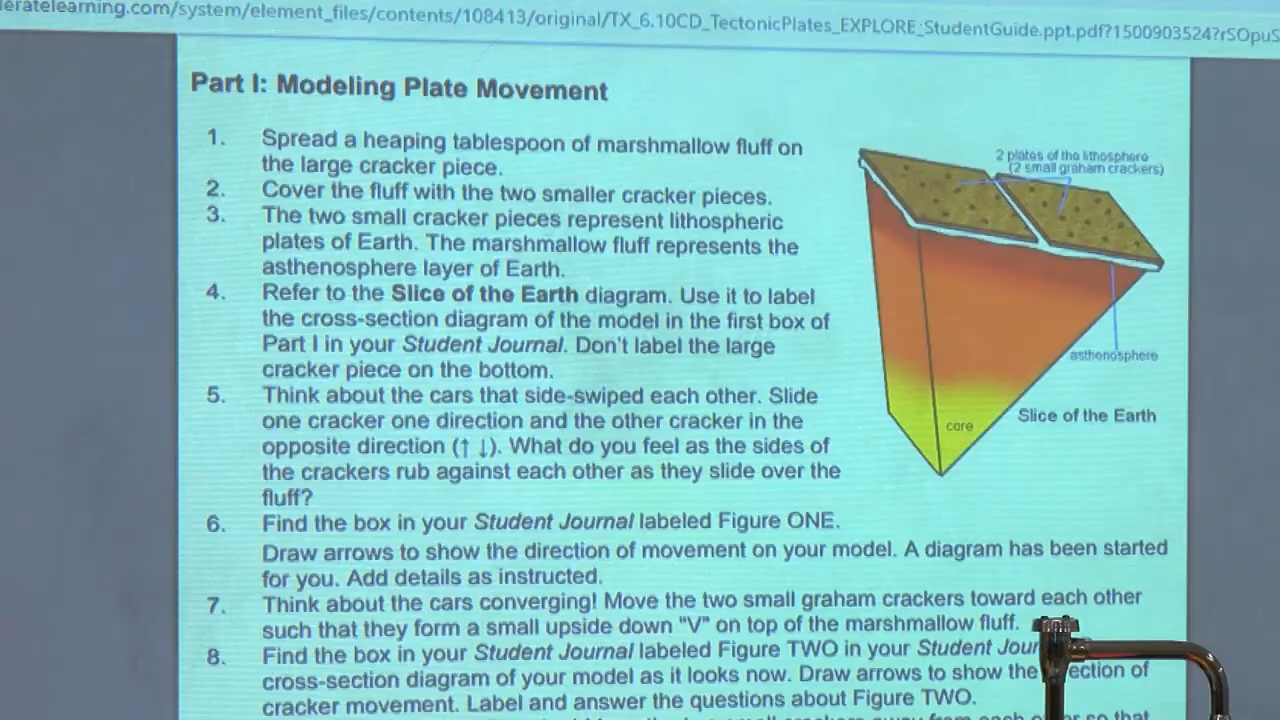 eratelearning.com/system/element_files/contents/108413/original/TX_6.10CD_TectonicPlates_EXPLORE_StudentGuide.ppt.pdf?1500903524?rSOpuS
Part I: Modeling Plate Movement
1. Spread a heaping tablespoon of marshmallow fluff on
the large cracker piece.
2. Cover the fluff with the two smaller cracker pieces.
3. The two small cracker pieces represent lithospheric
plates of Earth. The marshmallow fluff represents the
asthenosphere layer of Earth.
4. Refer to the Slice of the Earth diagram. Use it to label
the cross-section diagram of the model in the first box of
Part I in your Student Journal. Don't label the large
cracker piece on the bottom.
5. Think about the cars that side-swiped each other. Slide
one cracker one direction and the other cracker in the
opposite direction (↑ ↓). What do you feel as the sides of
the crackers rub against each other as they slide over the
fluff?
6. Find the box in your Student Journal labeled Figure ONE.
Draw arrows to show the direction of movement on your model. A diagram has been started
for you. Add details as instructed.
7. Think about the cars converging! Move the two small graham crackers toward each other
such that they form a small upside down "V" on top of the marshmallow fluff.
8. Find the box in your Student Journal labeled Figure TWO in your Student Jour
cross-section diagram of your model as it looks now. Draw arrows to show the ection of
cracker movement. Label and answer the questions about Figure TWO.
2 plates of the lithosphere
(2 small graham crackers)
asthenosphere
core
Slice of the Earth